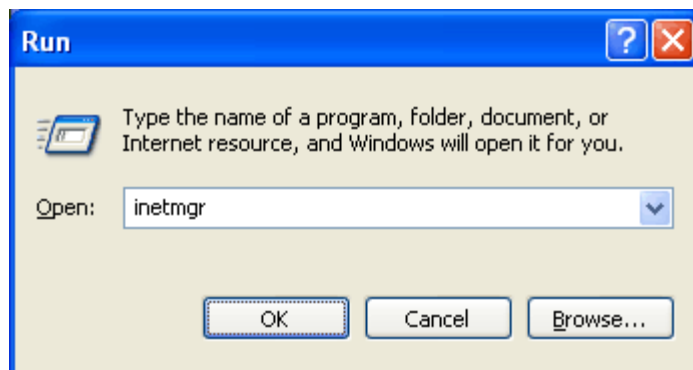 Run
Type the name of a program, folder, document, or
Internet resource, and Windows will open it for you.
Open: inetmgr
OK Cancel Browse...